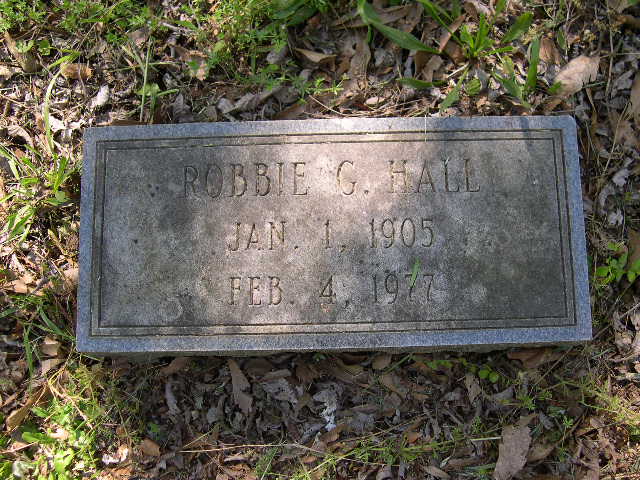 ROBBIE G. HALL
JAN. 1, 1905
FEB. 4, 1977